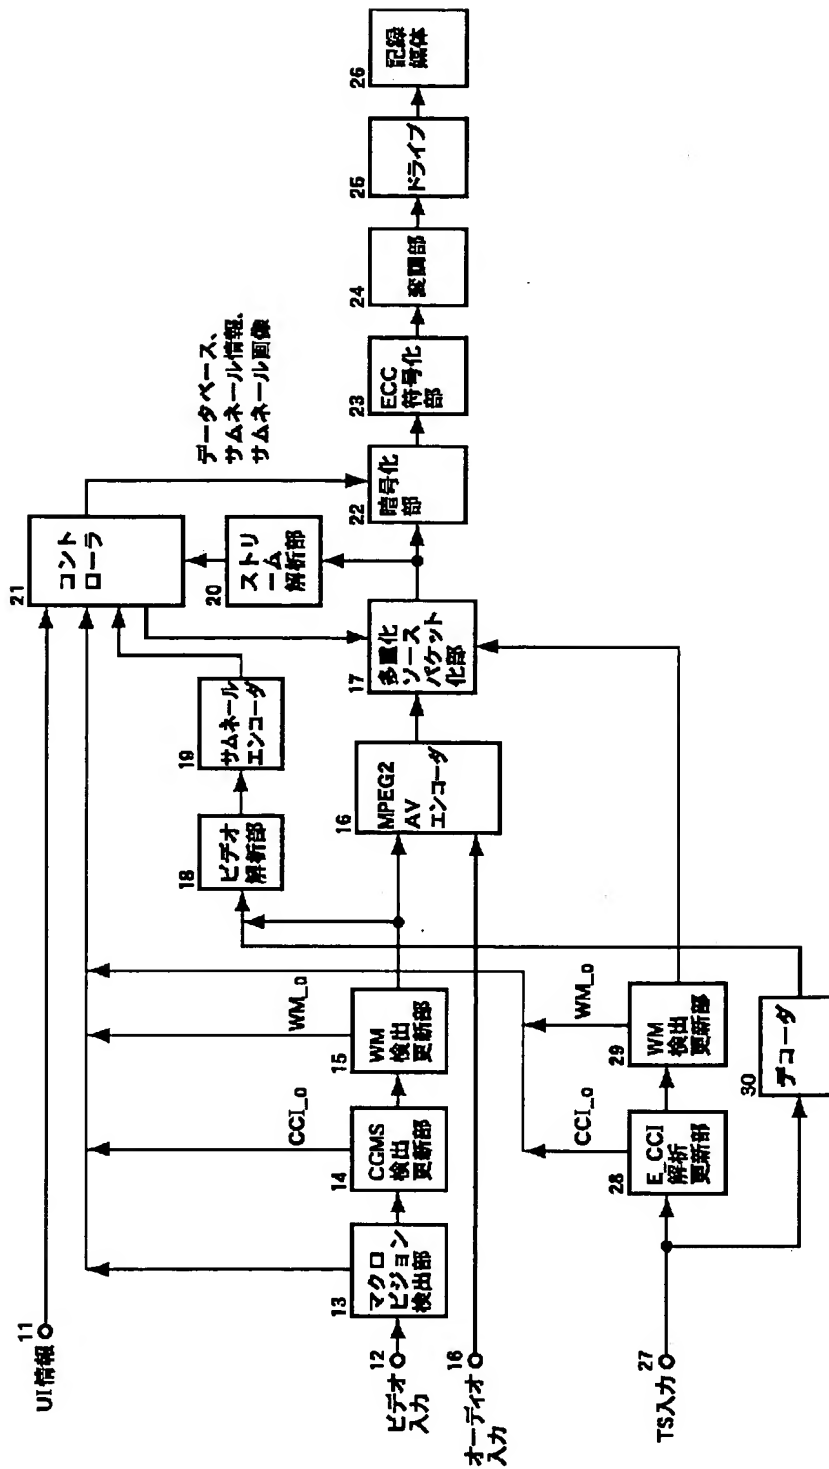 11
UI情報
12
ビデオ
入力
16
オーディオ
入力
27
TS入力
13
マクロ
ビジョン
検出部
14
CGMS
検出
更新部
CCI_o
15
WM
検出
更新部
WM_o
28
E_CCI
解析
更新部
CCI_o
29
WM
検出
更新部
WM_o
30
デコーダ
18
ビデオ
解析部
19
サムネール
エンコーダ
16
MPEG2
AV
エンコーダ
17
多重化
ソース
パケット
化部
20
ストリ
ーム
解析部
21
コント
ローラ
データベース、
サムネール情報、
サムネール画像
22
暗号化
部
23
ECC
符号化
部
24
変調部
25
ドライブ
26
記録
媒体